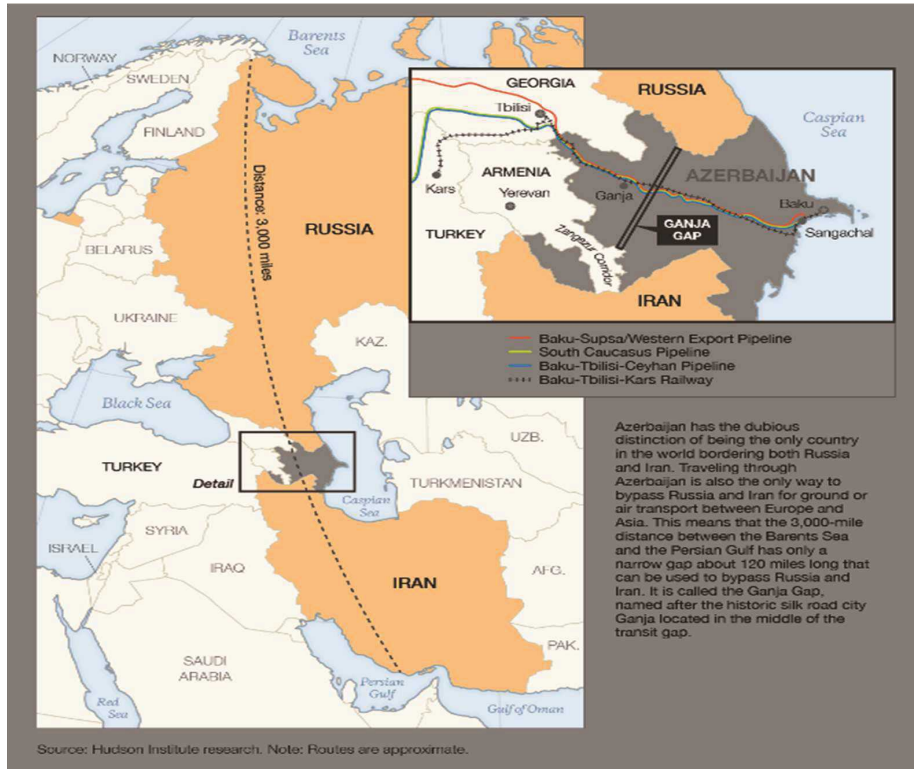 Barents
Sea
NORWAY
SWEDEN
FINLAND
Distance: 3,000 miles
RUSSIA
BELARUS
UKRAINE
KAZ.
Black Sea
UZB.
TURKEY
Detail
TURKMENISTAN
Caspian
Sea
SYRIA
ISRAEL
IRAQ
IRAN
AFG.
PAK.
SAUDI
ARABIA
Persian
Gulf
Red
Sea
Gulf of Oman
GEORGIA
RUSSIA
Tbilisi
Caspian
Sea
ARMENIA
AZERBAIJAN
Kars
Yerevan
Ganja
Baku
GANJA
GAP
Sangachal
TURKEY
Zangazur Corridor
IRAN
Baku-Supsa/Western Export Pipeline
South Caucasus Pipeline
Baku-Tbilisi-Ceyhan Pipeline
Baku-Tbilisi-Kars Railway
Azerbaijan has the dubious
distinction of being the only country
in the world bordering both Russia
and Iran. Traveling through
Azerbaijan is also the only way to
bypass Russia and Iran for ground or
air transport between Europe and
Asia. This means that the 3,000-mile
distance between the Barents Sea
and the Persian Gulf has only a
narrow gap about 120 miles long that
can be used to bypass Russia and
Iran. It is called the Ganja Gap,
named after the historic silk road city
Ganja located in the middle of the
transit gap.
Source: Hudson Institute research. Note: Routes are approximate.